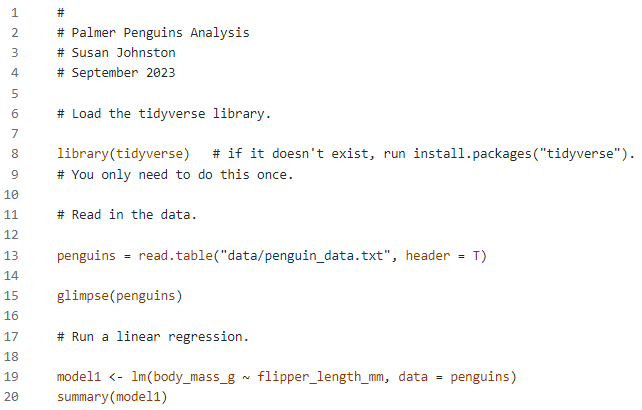 1 #
2 # Palmer Penguins Analysis
3 # Susan Johnston
4 # September 2023
5
6 # Load the tidyverse library.
7
8 library(tidyverse)   # if it doesn't exist, run install.packages("tidyverse").
9 # You only need to do this once.
10
11 # Read in the data.
12
13 penguins = read.table("data/penguin_data.txt", header = T)
14
15 glimpse(penguins)
16
17 # Run a linear regression.
18
19 model1 <- lm(body_mass_g ~ flipper_length_mm, data = penguins)
20 summary(model1)